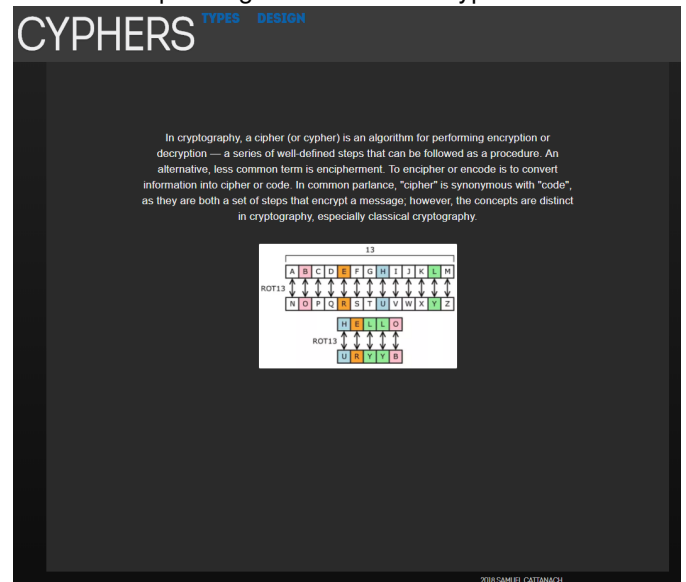 CYPHERS
TYPES DESIGN
In cryptography, a cipher (or cypher) is an algorithm for performing encryption or
decryption — a series of well-defined steps that can be followed as a procedure. An
alternative, less common term is encipherment. To encipher or encode is to convert
information into cipher or code. In common parlance, "cipher" is synonymous with "code",
as they are both a set of steps that encrypt a message; however, the concepts are distinct
in cryptography, especially classical cryptography.
13
A B C D E F G H I J K L M
ROT13
N O P Q R S T U V W X Y Z
H E L L O
ROT13
U R Y Y B
2018 SAMUEL CATTANACH